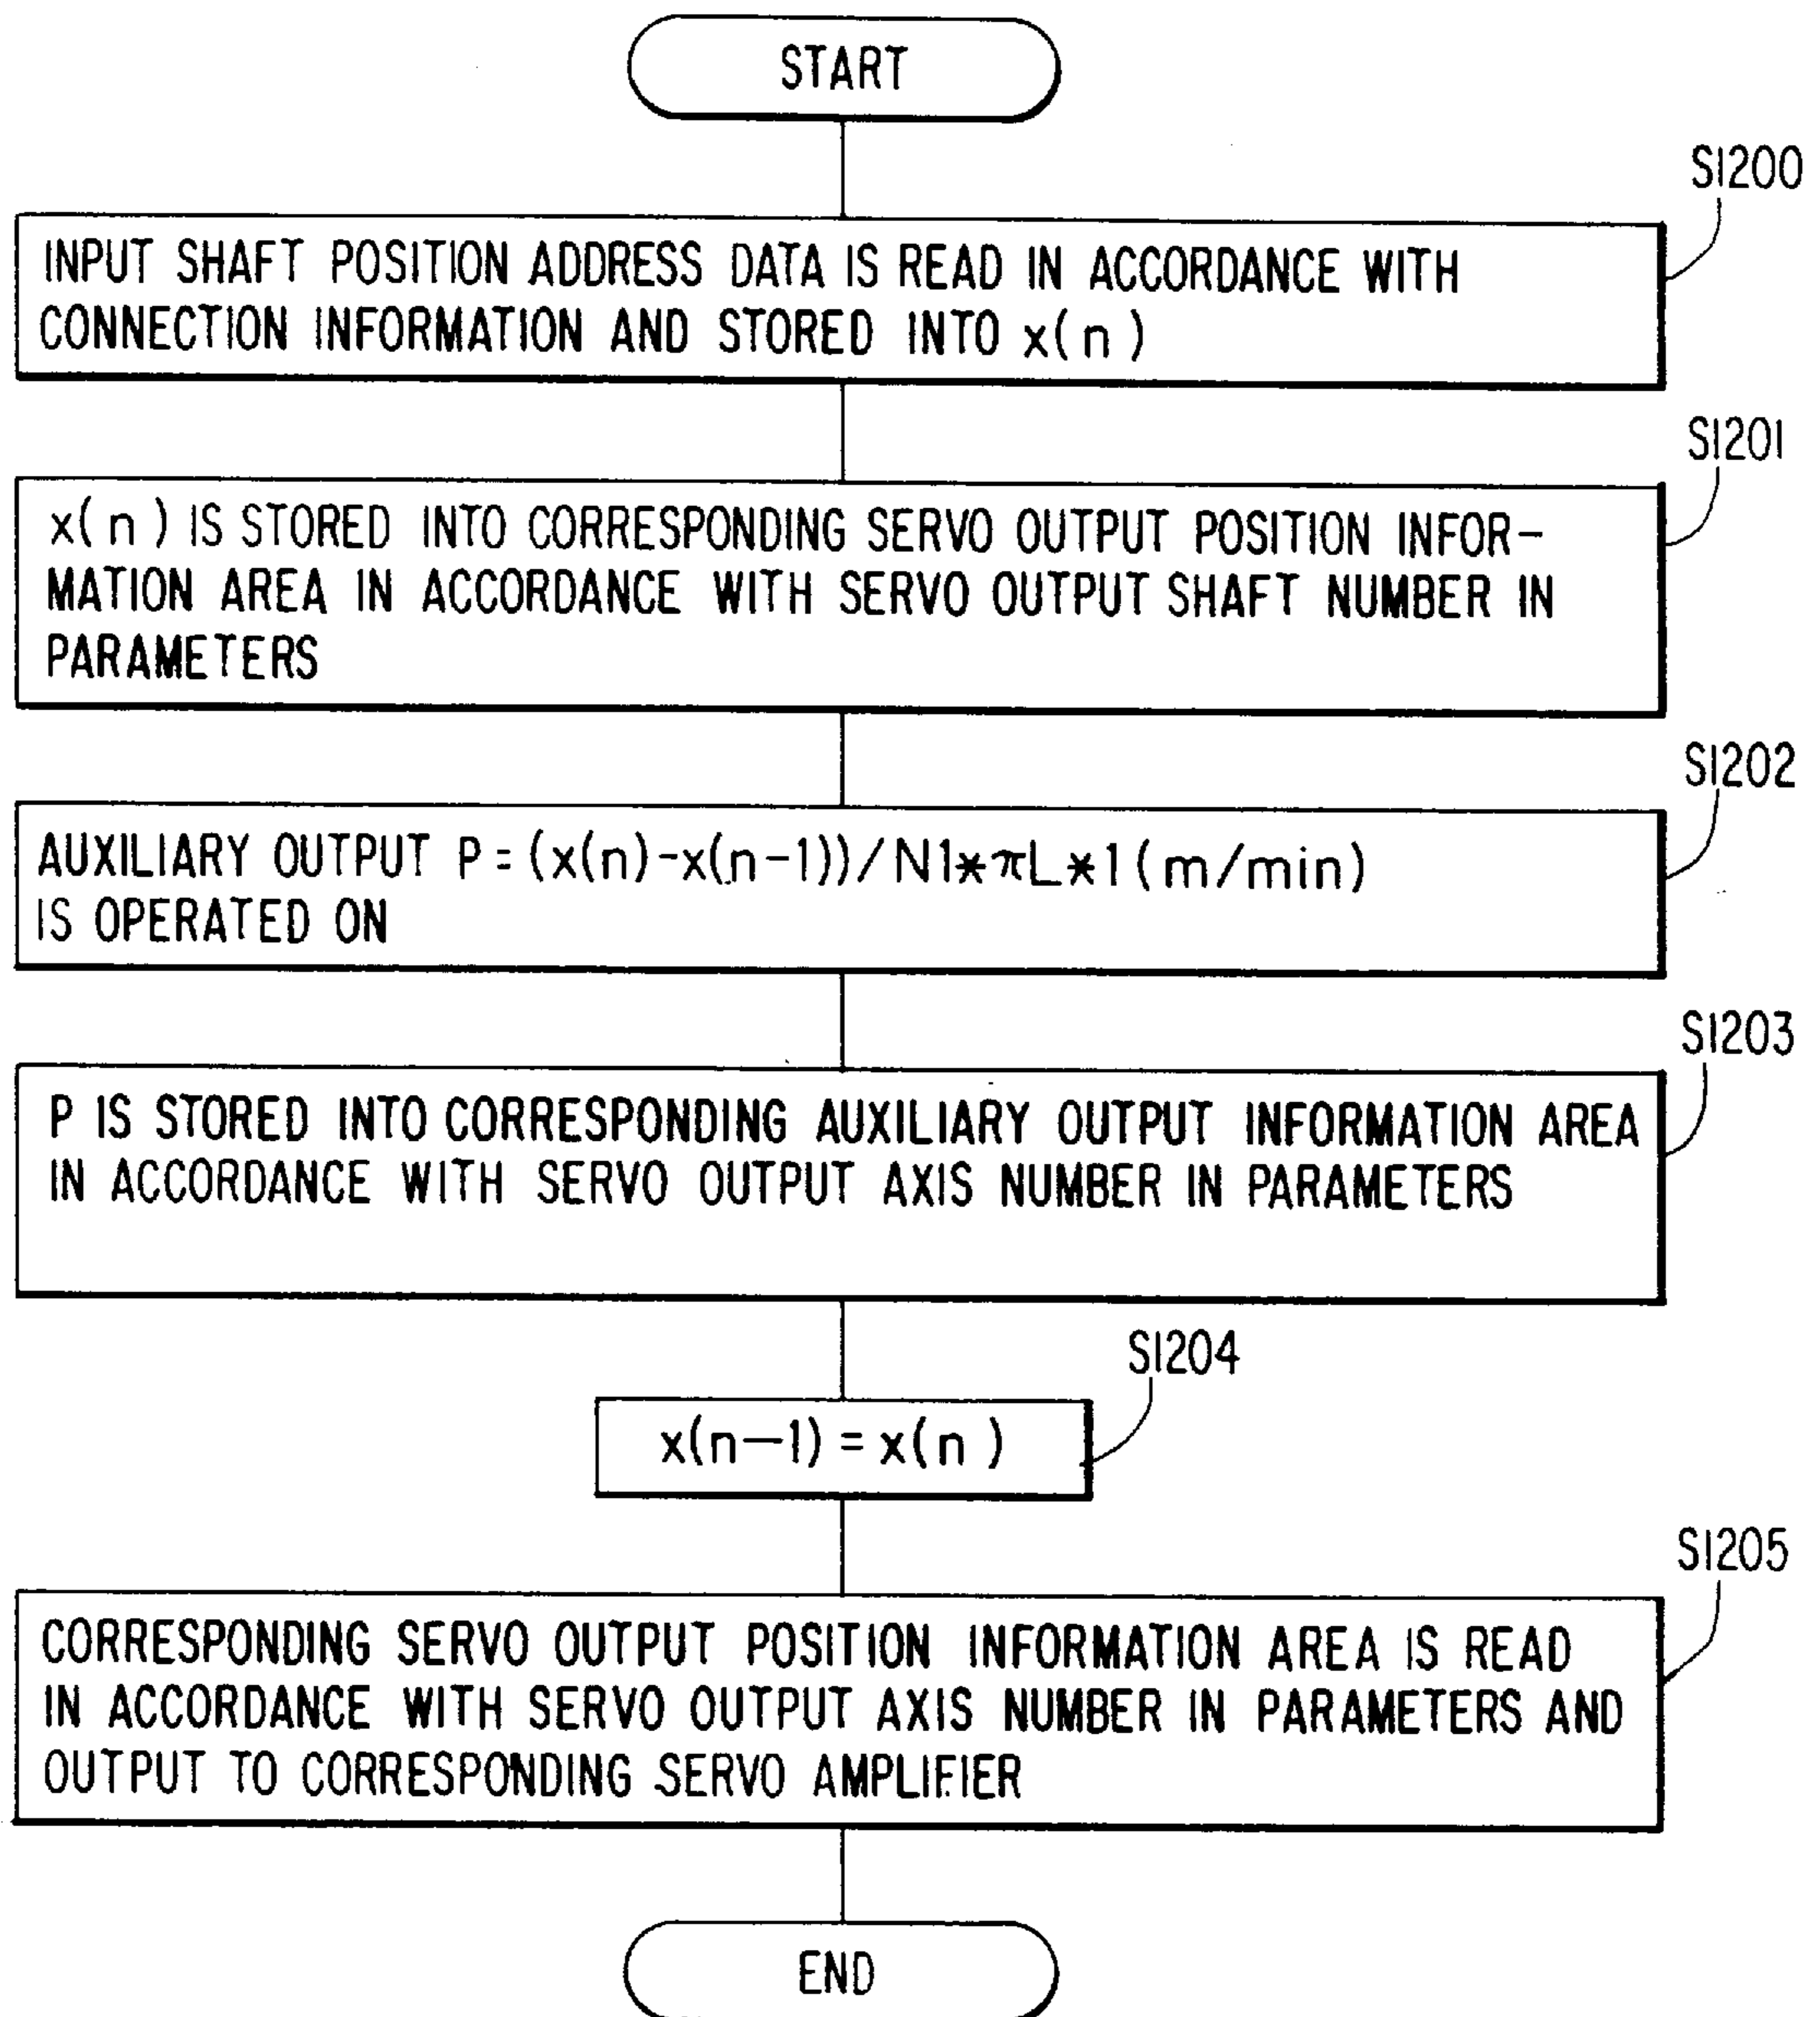 START
S1200
INPUT SHAFT POSITION ADDRESS DATA IS READ IN ACCORDANCE WITH
CONNECTION INFORMATION AND STORED INTO x(n)
S1201
x(n) IS STORED INTO CORRESPONDING SERVO OUTPUT POSITION INFOR-
MATION AREA IN ACCORDANCE WITH SERVO OUTPUT SHAFT NUMBER IN
PARAMETERS
S1202
AUXILIARY OUTPUT P=(x(n)-x(n-1))/N1*πL*1(m/min)
IS OPERATED ON
S1203
P IS STORED INTO CORRESPONDING AUXILIARY OUTPUT INFORMATION AREA
IN ACCORDANCE WITH SERVO OUTPUT AXIS NUMBER IN PARAMETERS
S1204
x(n-1)=x(n)
S1205
CORRESPONDING SERVO OUTPUT POSITION INFORMATION AREA IS READ
IN ACCORDANCE WITH SERVO OUTPUT AXIS NUMBER IN PARAMETERS AND
OUTPUT TO CORRESPONDING SERVO AMPLIFIER
END